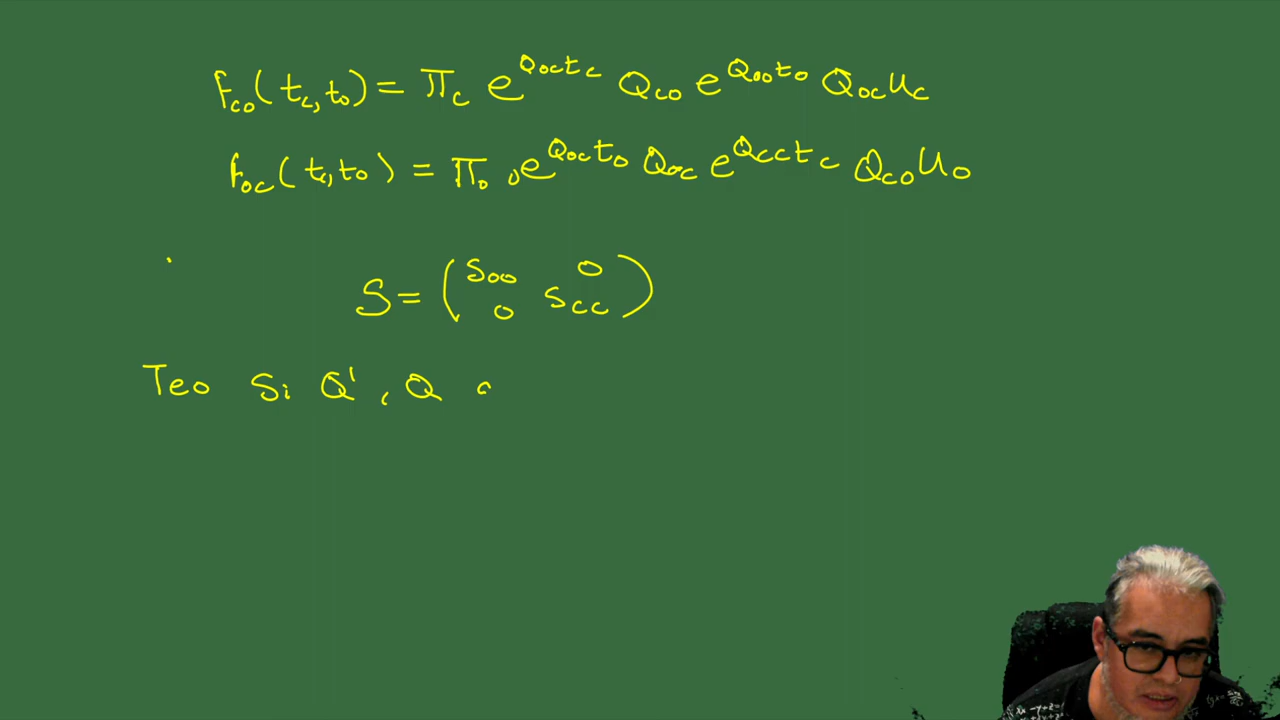 f_co(t_c,t_o) = π_c e^{Q_oc t_c} Q_co e^{Q_oo t_o} Q_oc u_c
f_oc(t_c,t_o) = π_o o e^{Q_oc t_o} Q_oc e^{Q_cc t_c} Q_co u_o
S = ( S_oo 0
0 S_cc )
Teo Si Q', Q